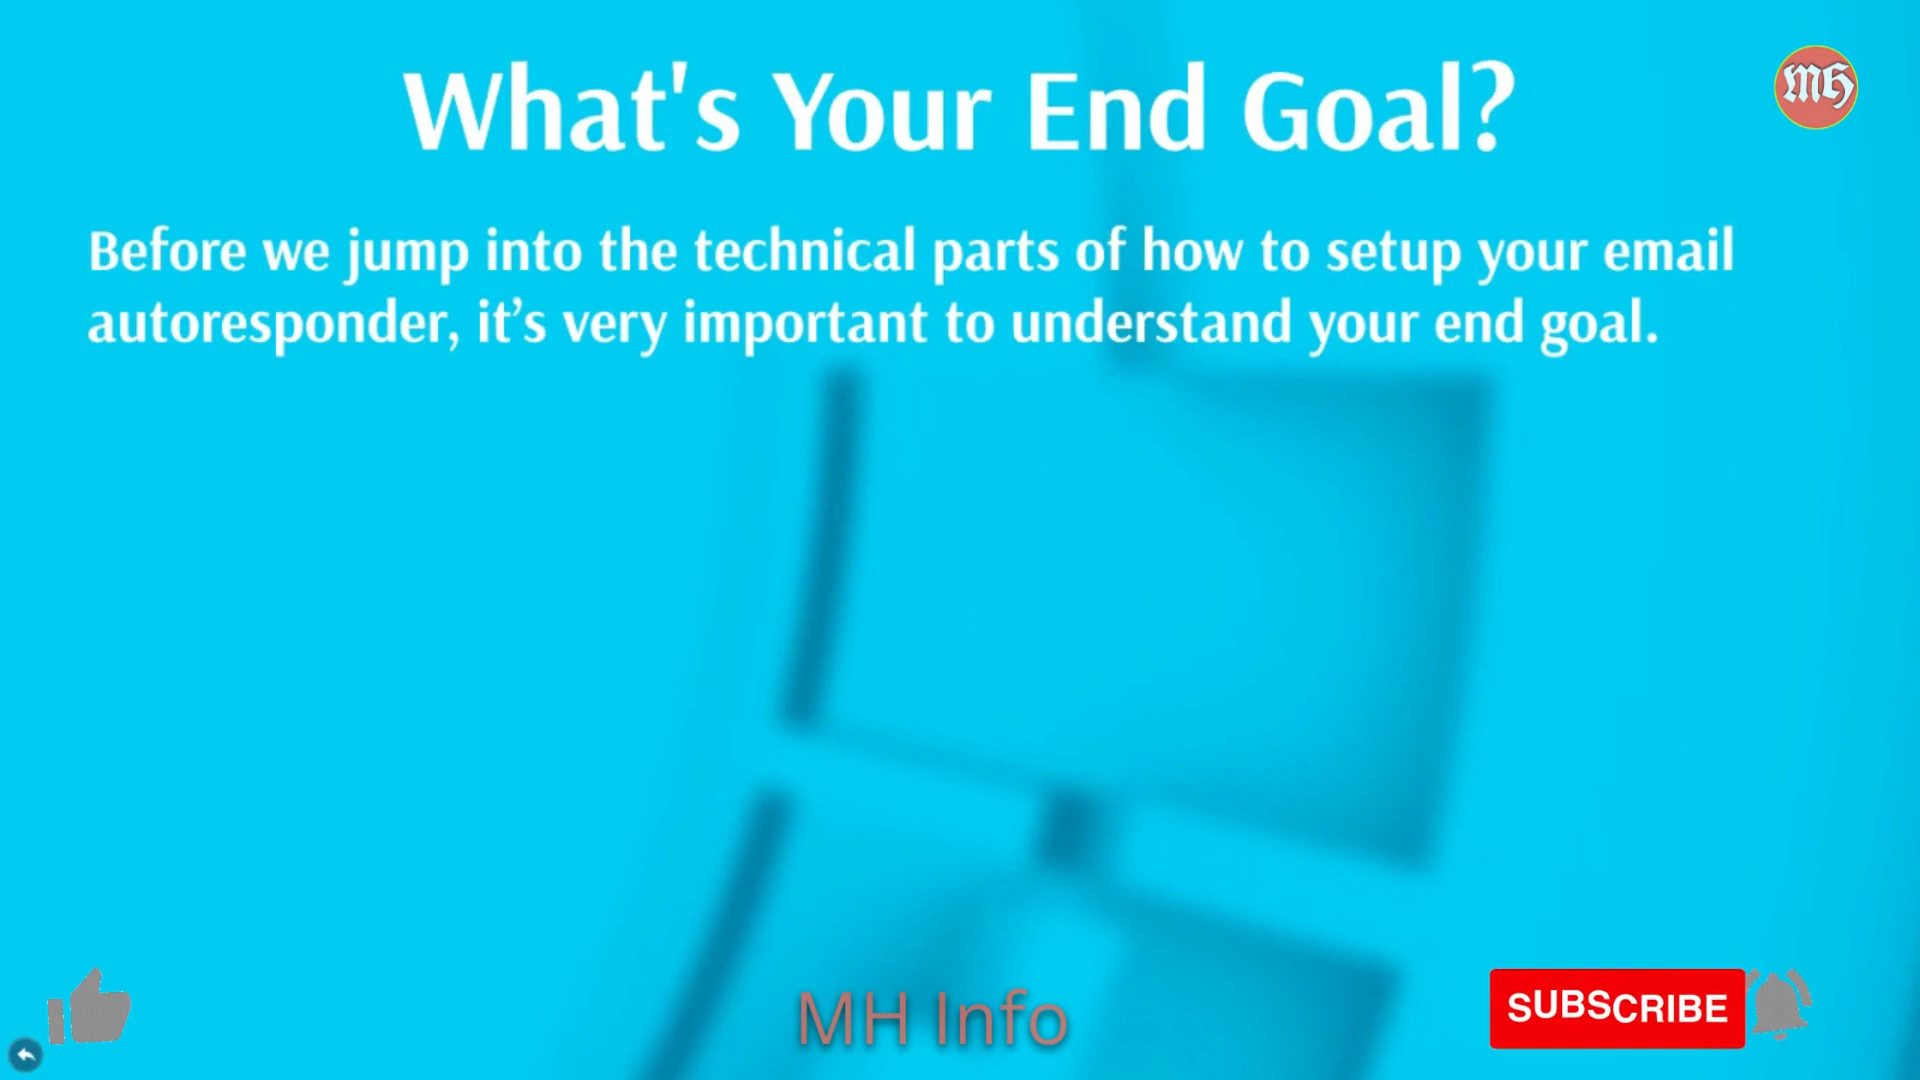 What's Your End Goal?
MH
Before we jump into the technical parts of how to setup your email
autoresponder, it’s very important to understand your end goal.
MH Info
SUBSCRIBE